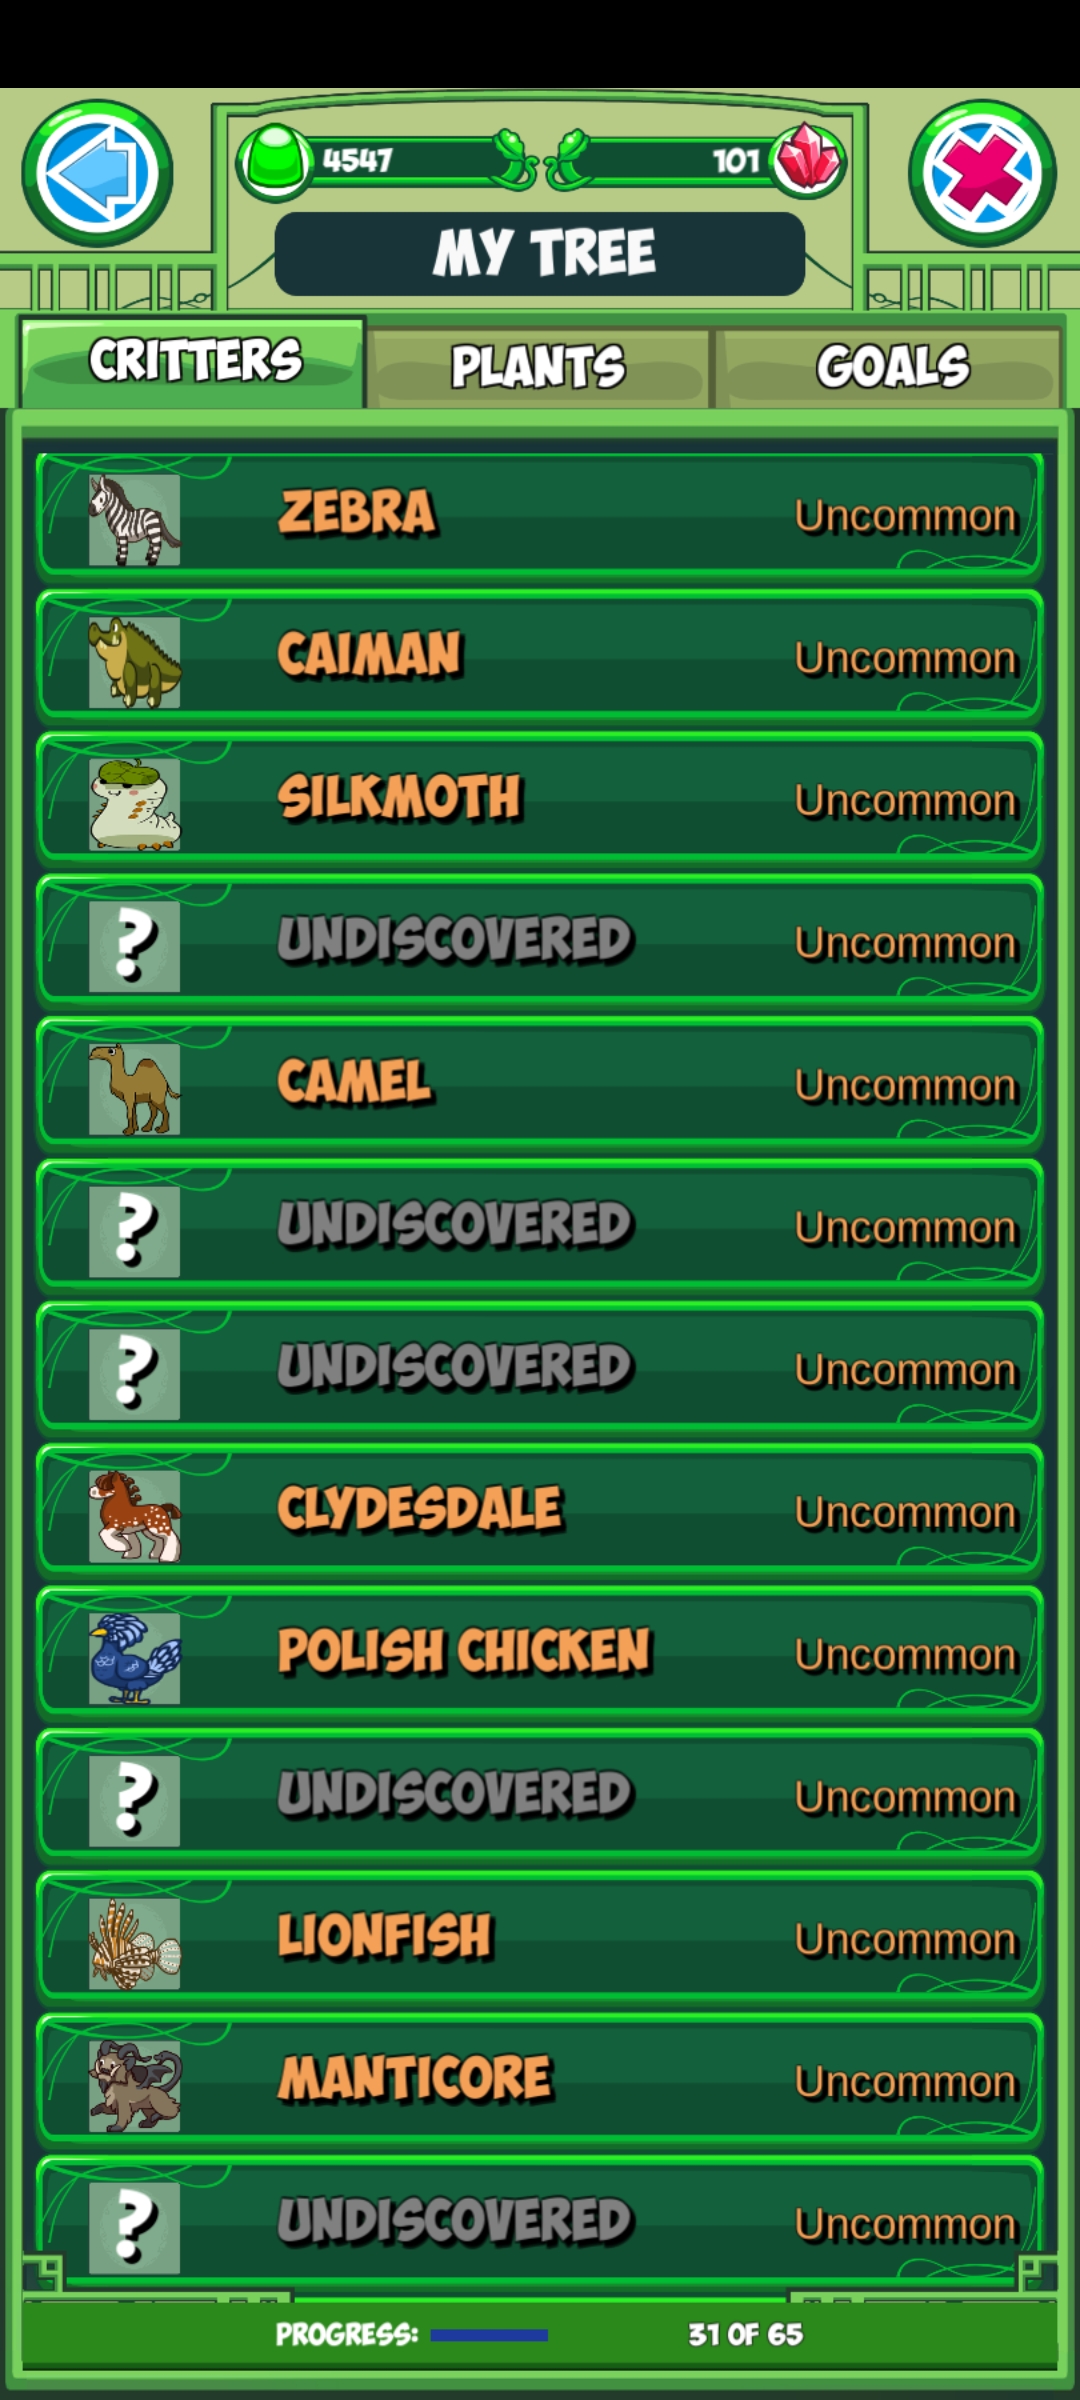 4547
101
MY TREE
CRITTERS PLANTS GOALS
ZEBRA Uncommon
CAIMAN Uncommon
SILKMOTH Uncommon
? UNDISCOVERED Uncommon
CAMEL Uncommon
? UNDISCOVERED Uncommon
? UNDISCOVERED Uncommon
CLYDESDALE Uncommon
POLISH CHICKEN Uncommon
? UNDISCOVERED Uncommon
LIONFISH Uncommon
MANTICORE Uncommon
? UNDISCOVERED Uncommon
PROGRESS: 31 OF 65